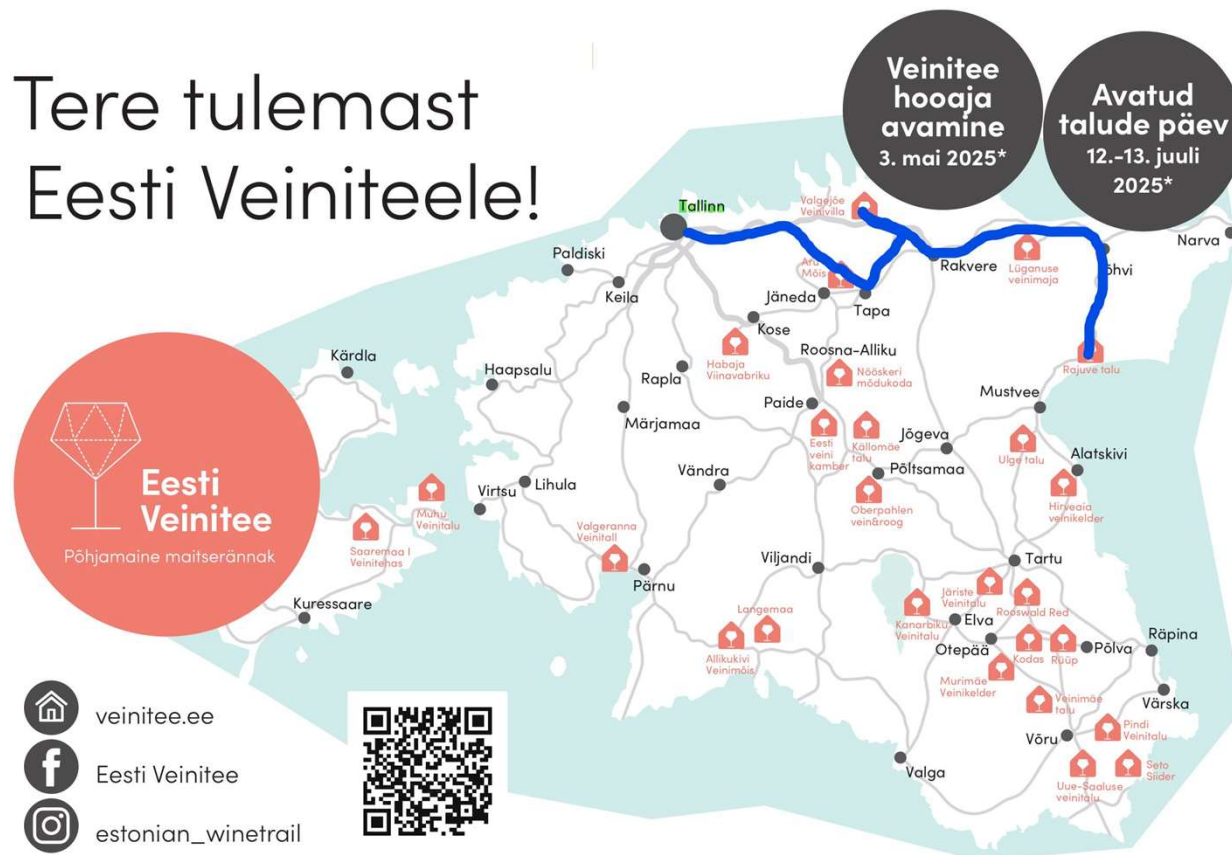 Tere tulemast
Eesti Veiniteele!
Veinitee
hooaja
avamine
3. mai 2025*
Avatud
talude päev
12.-13. juuli
2025*
Eesti
Veinitee
Põhjamaine maitserännak
Tallinn
Valgejõe
Veinivilla
Narva
Paldiski
Keila
Mõis
Rakvere
Lüganuse
veinimaja
Jäneda
Tapa
Kose
Habaja
Viinavabriku
Roosna-Alliku
Nööskeri
mõdukoda
Rajuve talu
Kärdla
Haapsalu
Rapla
Paide
Mustvee
Märjamaa
Eesti
veini
kamber
Källomäe
talu
Jõgeva
Ulge talu
Alatskivi
Põltsamaa
Vändra
Lihula
Virtsu
Muhu
Veinitalu
Oberpahlen
vein&roog
Hirveaia
veinikelder
Saaremaa I
Veinitehas
Valgeranna
Veinitall
Pärnu
Viljandi
Tartu
Kuressaare
Järiste
Veinitalu
Rooswald Red
Langemaa
Kanarbiku
Veinitalu
Elva
Allikukivi
Veinimõis
Otepää
Kodas
Rüüp
Põlva
Räpina
Murimäe
Veinikelder
Veinimäe
talu
Värska
Pindi
Veinitalu
Võru
Valga
Uue-Saaluse
veinitalu
Seto
Siider
veinitee.ee
Eesti Veinitee
estonian_winetrail